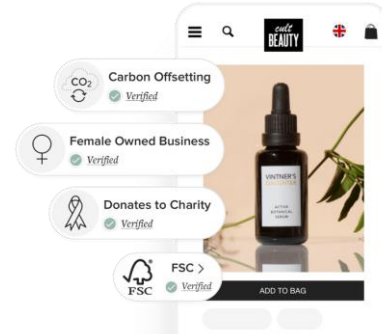 cult
BEAUTY
CO2
Carbon Offsetting
Verified
Female Owned Business
Verified
Donates to Charity
Verified
FSC
FSC >
Verified
VINTNER'S
DAUGHTER
ACTIVE
BOTANICAL
SERUM
ADD TO BAG